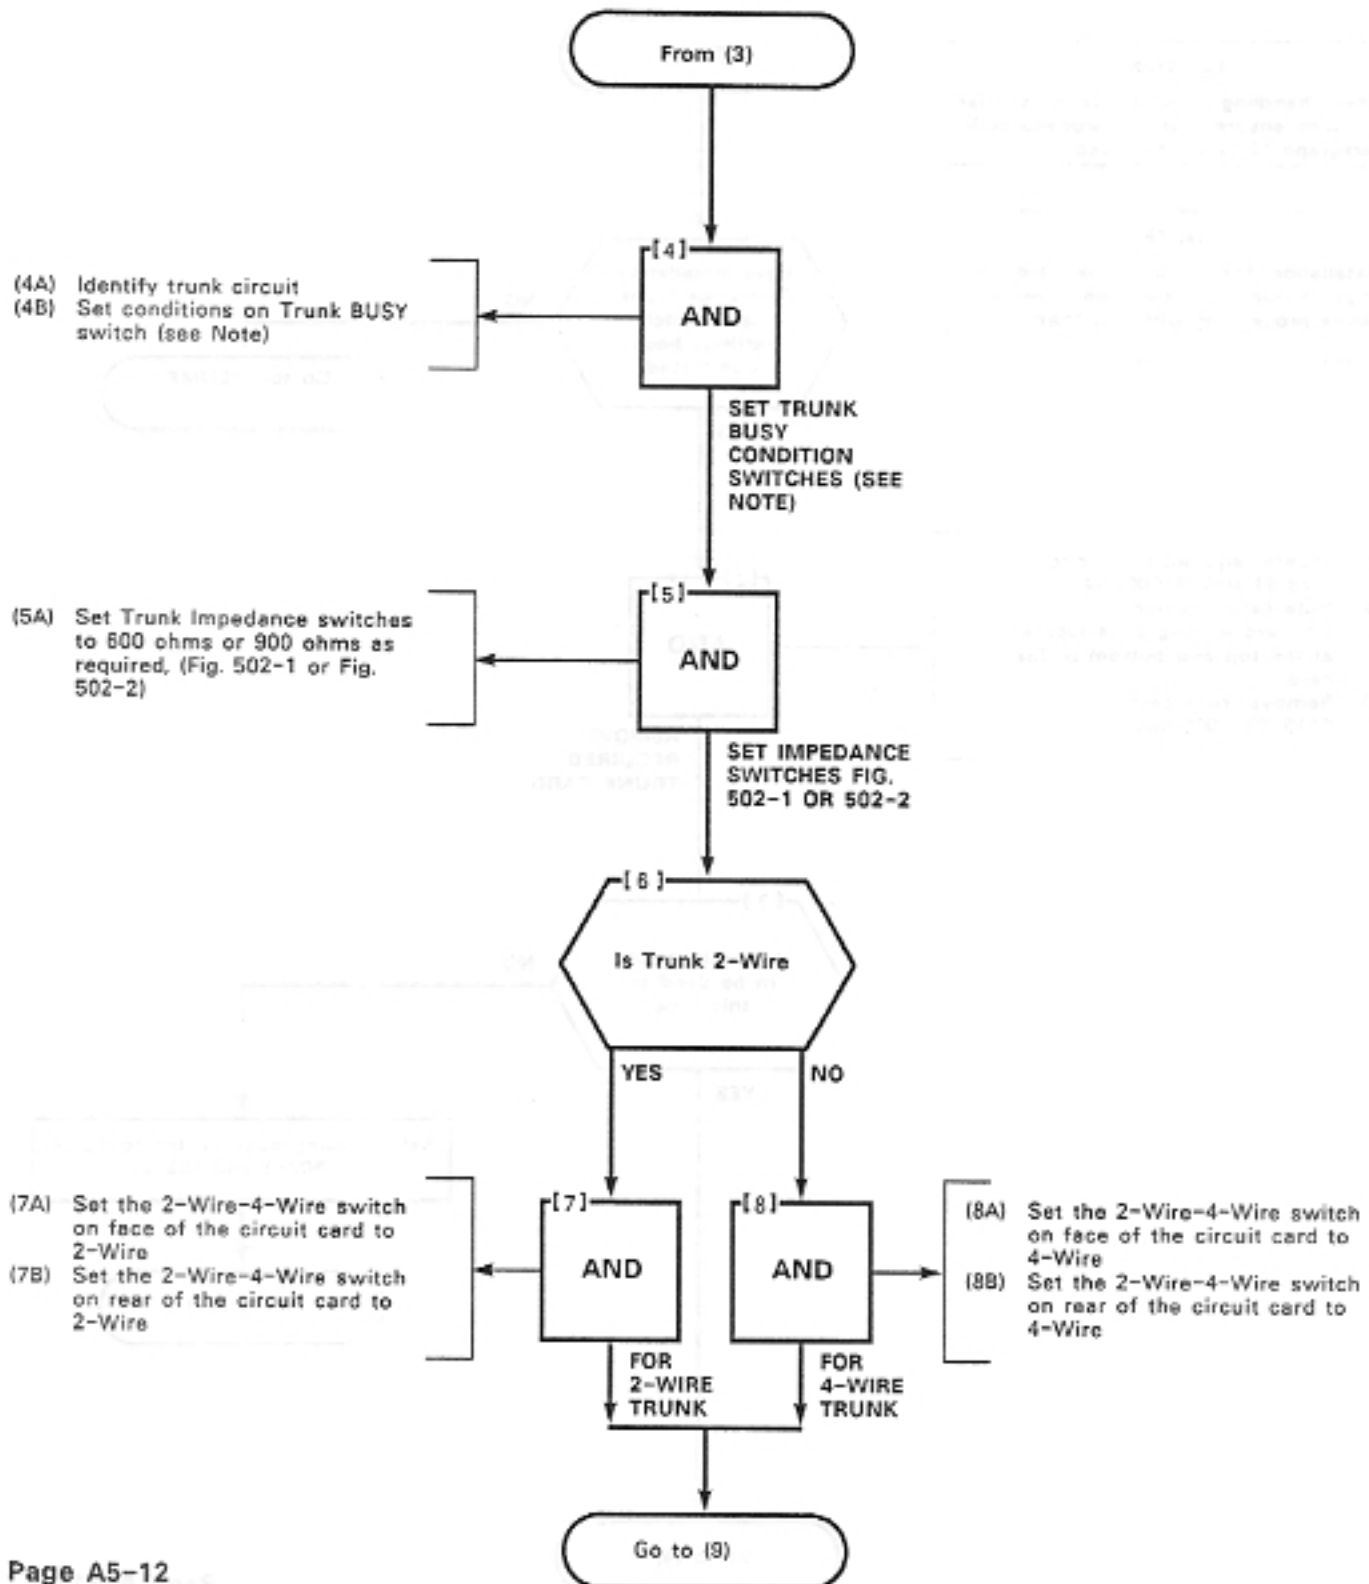 From (3)
[4]
(4A) Identify trunk circuit
(4B) Set conditions on Trunk BUSY
switch (see Note)
AND
SET TRUNK
BUSY
CONDITION
SWITCHES (SEE
NOTE)
[5]
(5A) Set Trunk Impedance switches
to 600 ohms or 900 ohms as
required, (Fig. 502-1 or Fig.
502-2)
AND
SET IMPEDANCE
SWITCHES FIG.
502-1 OR 502-2
[6]
Is Trunk 2-Wire
YES
NO
[7]
(7A) Set the 2-Wire-4-Wire switch
on face of the circuit card to
2-Wire
(7B) Set the 2-Wire-4-Wire switch
on rear of the circuit card to
2-Wire
AND
FOR
2-WIRE
TRUNK
[8]
AND
(8A) Set the 2-Wire-4-Wire switch
on face of the circuit card to
4-Wire
(8B) Set the 2-Wire-4-Wire switch
on rear of the circuit card to
4-Wire
FOR
4-WIRE
TRUNK
Go to (9)
Page A5-12